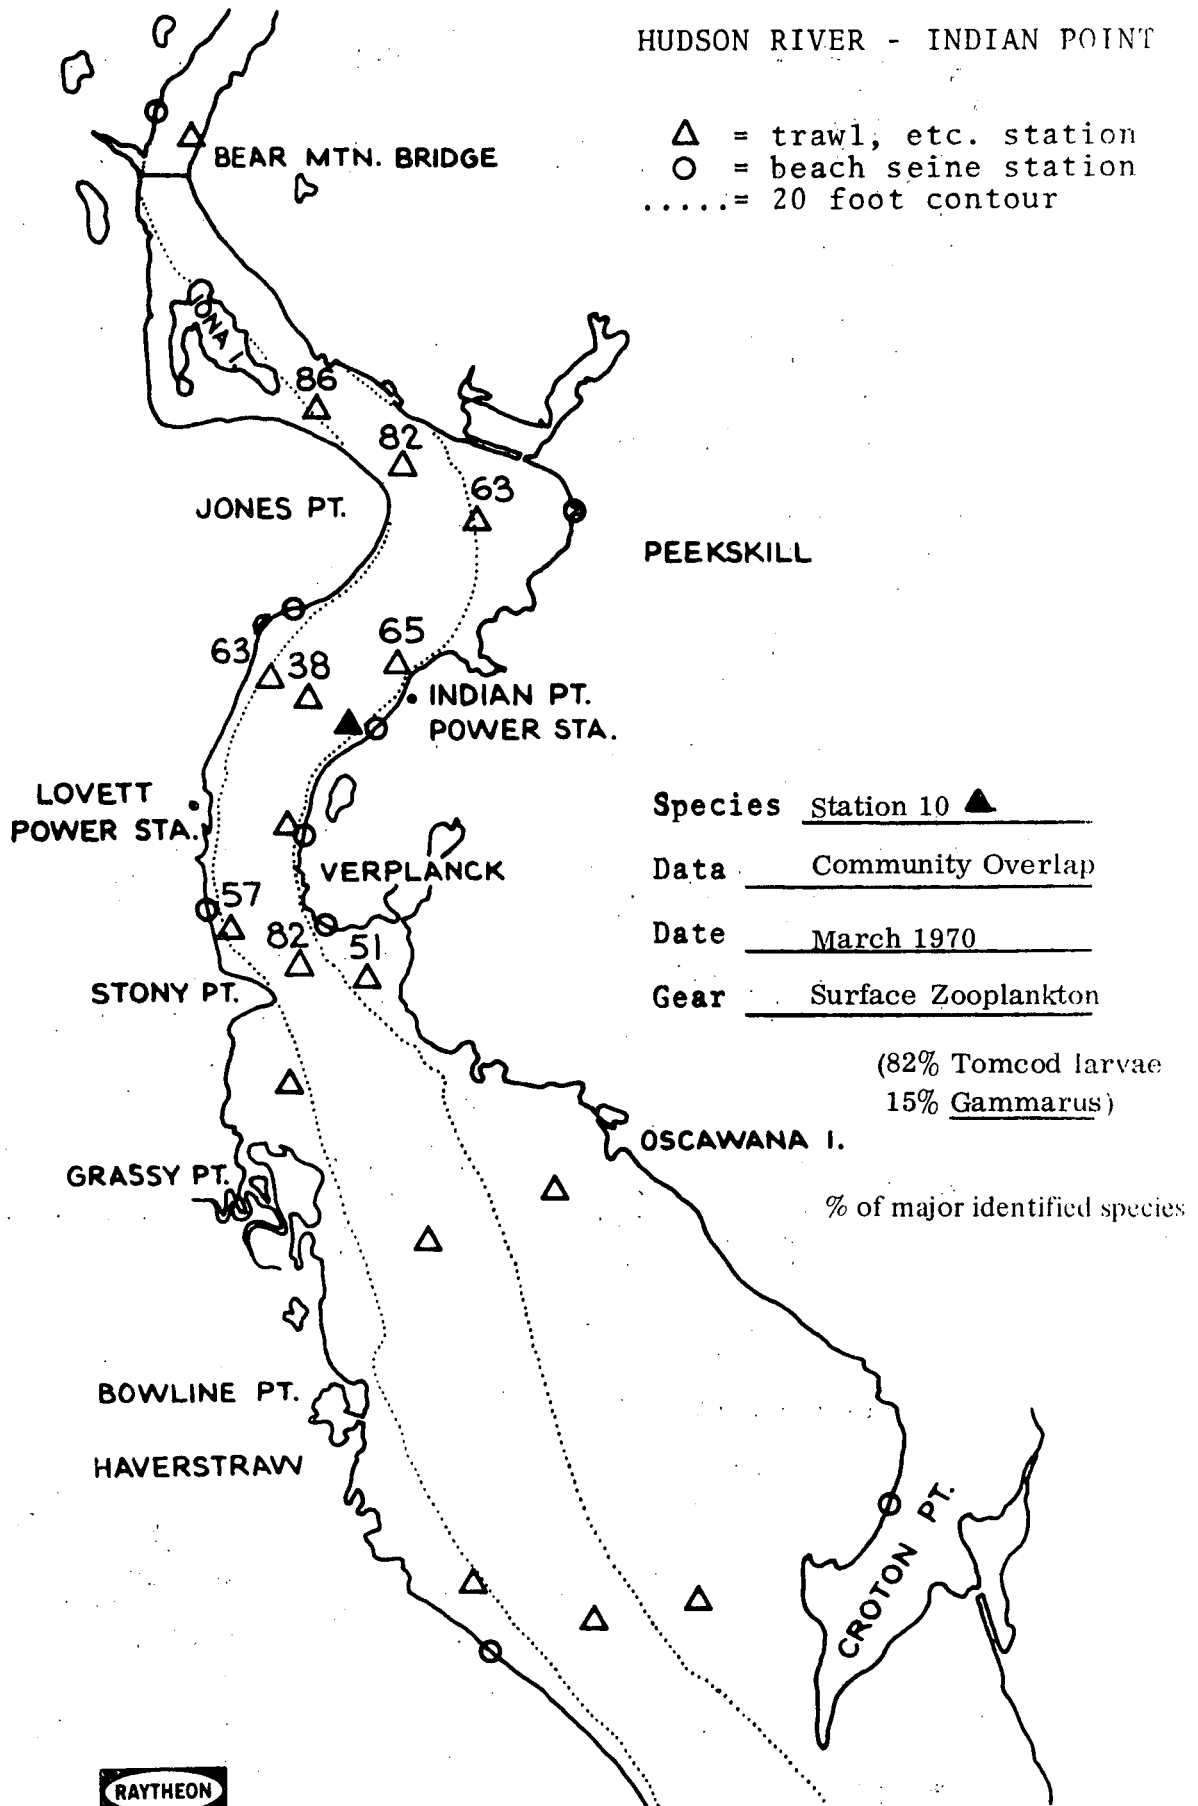 HUDSON RIVER - INDIAN POINT
△ = trawl, etc. station
○ = beach seine station
.....= 20 foot contour
BEAR MTN. BRIDGE
IONA I.
86
82
63
JONES PT.
PEEKSKILL
65
63
38
INDIAN PT.
POWER STA.
LOVETT
POWER STA.
Species Station 10 ▲
VERPLANCK
Data Community Overlap
57
82
51
Date March 1970
STONY PT.
Gear Surface Zooplankton
(82% Tomcod larvae
15% Gammarus)
OSCAWANA I.
GRASSY PT.
% of major identified species
BOWLINE PT.
HAVERSTRAW
CROTON PT.
RAYTHEON